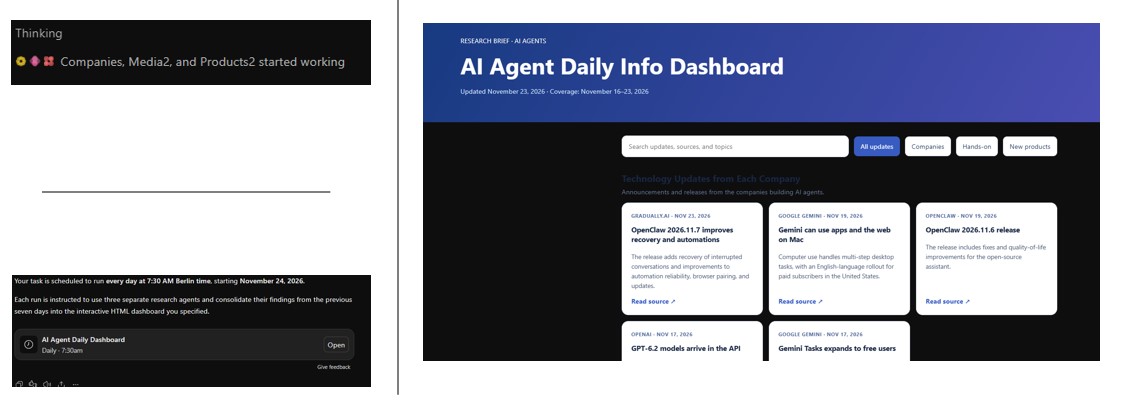 Thinking
Companies, Media2, and Products2 started working
Your task is scheduled to run every day at 7:30 AM Berlin time, starting November 24, 2026.
Each run is instructed to use three separate research agents and consolidate their findings from the previous
seven days into the interactive HTML dashboard you specified.
AI Agent Daily Dashboard
Daily · 7:30am
Open
Give feedback
RESEARCH BRIEF · AI AGENTS
AI Agent Daily Info Dashboard
Updated November 23, 2026 · Coverage: November 16–23, 2026
Search updates, sources, and topics
All updates
Companies
Hands-on
New products
Technology Updates from Each Company
Announcements and releases from the companies building AI agents.
GRADUALLY.AI · NOV 23, 2026
OpenClaw 2026.11.7 improves
recovery and automations
The release adds recovery of interrupted
conversations and improvements to
automation reliability, browser pairing, and
updates.
Read source ↗
GOOGLE GEMINI · NOV 19, 2026
Gemini can use apps and the web
on Mac
Computer use handles multi-step desktop
tasks, with an English-language rollout for
paid subscribers in the United States.
Read source ↗
OPENCLAW · NOV 19, 2026
OpenClaw 2026.11.6 release
The release includes fixes and quality-of-life
improvements for the open-source
assistant.
Read source ↗
OPENAI · NOV 17, 2026
GPT-6.2 models arrive in the API
GOOGLE GEMINI · NOV 17, 2026
Gemini Tasks expands to free users